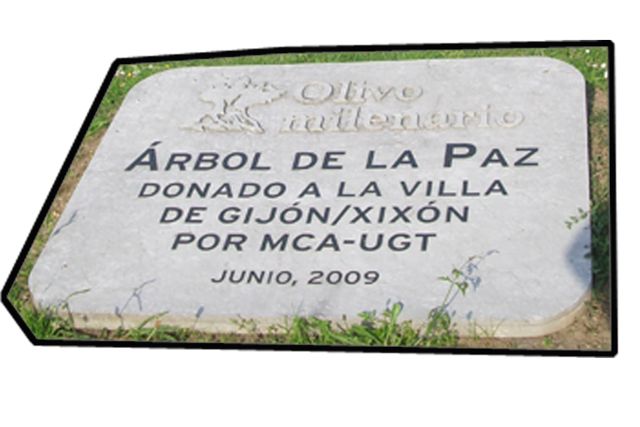 Olivo
milenario
ÁRBOL DE LA PAZ
DONADO A LA VILLA
DE GIJÓN/XIXÓN
POR MCA-UGT
JUNIO, 2009